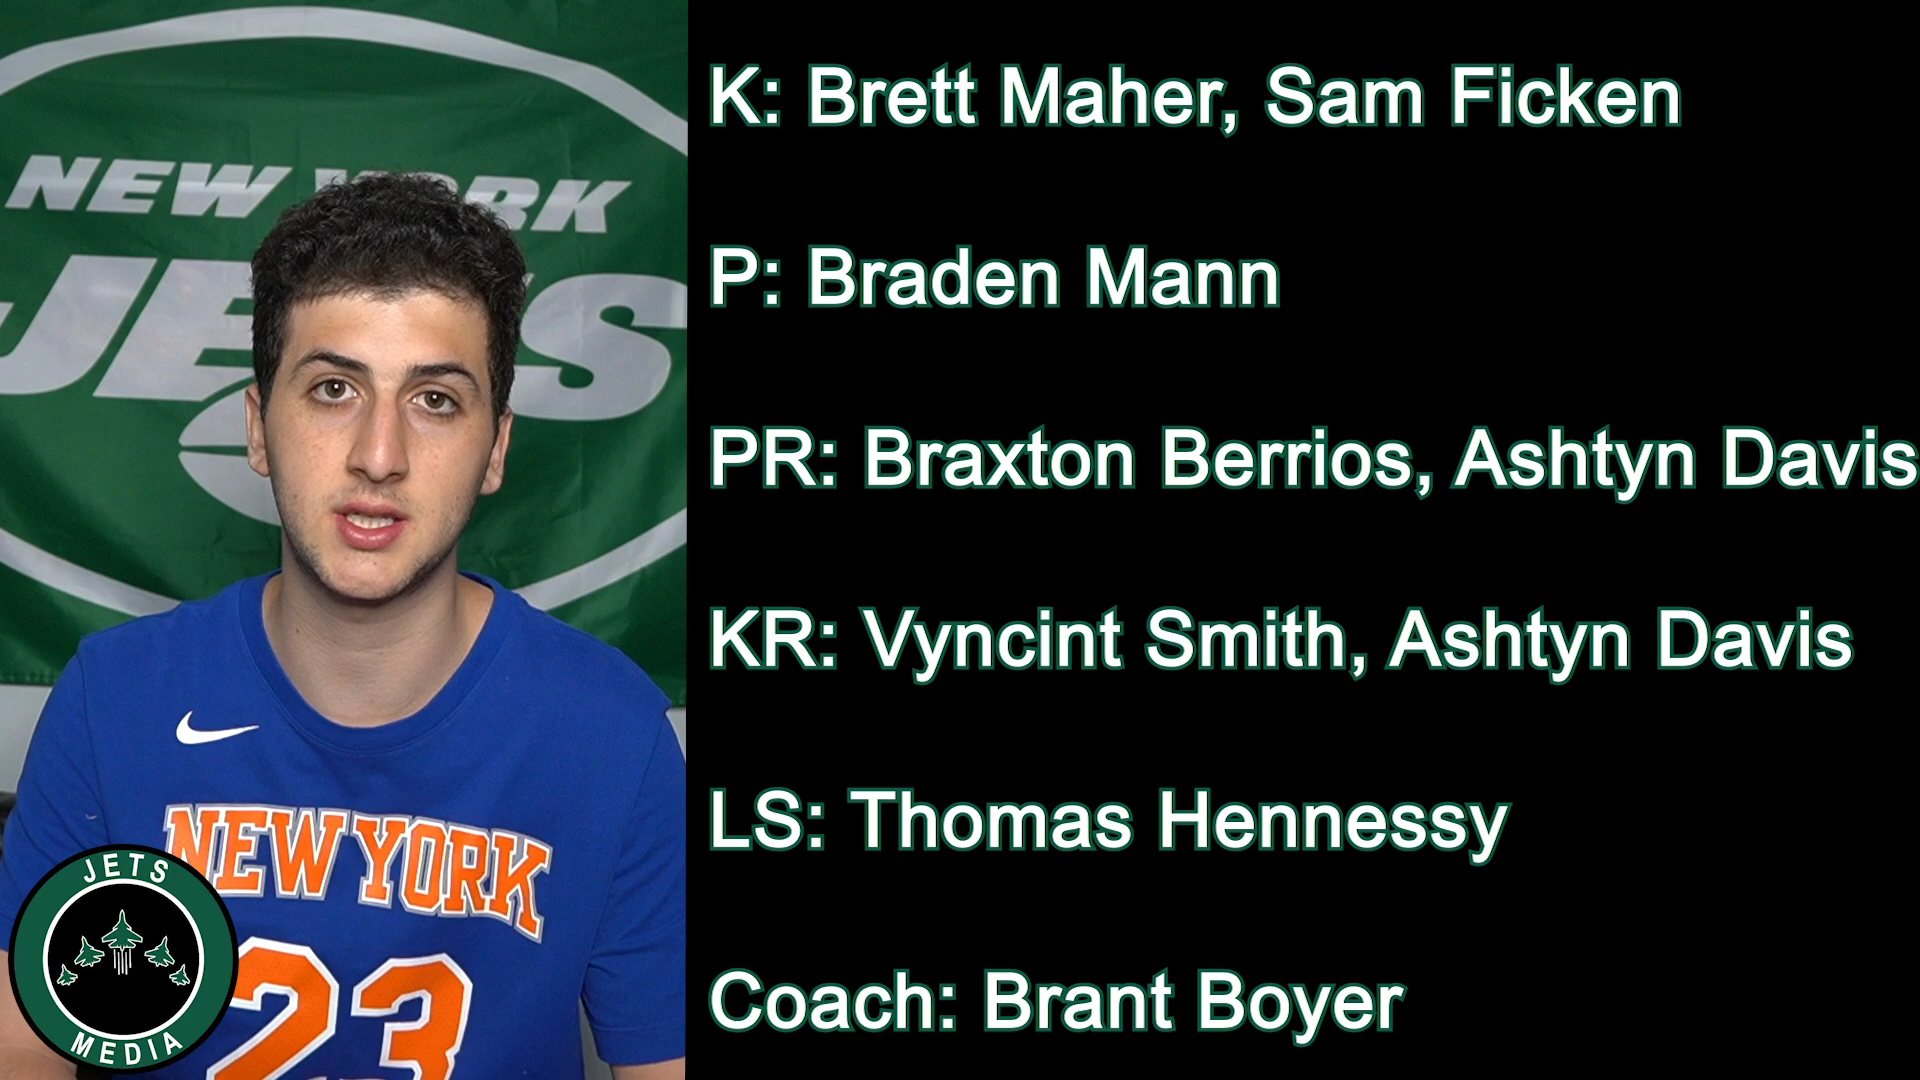 NEW YORK
JETS
NEW YORK
23
JETS
MEDIA
K: Brett Maher, Sam Ficken
P: Braden Mann
PR: Braxton Berrios, Ashtyn Davis
KR: Vyncint Smith, Ashtyn Davis
LS: Thomas Hennessy
Coach: Brant Boyer